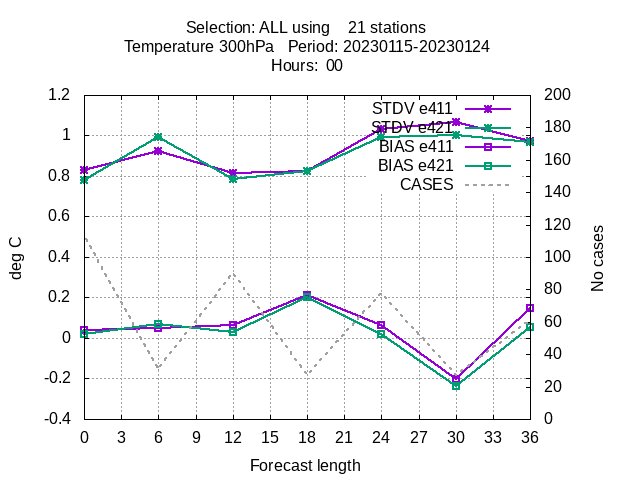 Selection: ALL using 21 stations
Temperature 300hPa Period: 20230115-20230124
Hours: 00
1.2
1
0.8
0.6
0.4
0.2
0
-0.2
-0.4
deg C
STDV e411
STDV e421
BIAS e411
BIAS e421
CASES
200
180
160
140
120
100
80
60
40
20
0
No cases
0 3 6 9 12 15 18 21 24 27 30 33 36
Forecast length